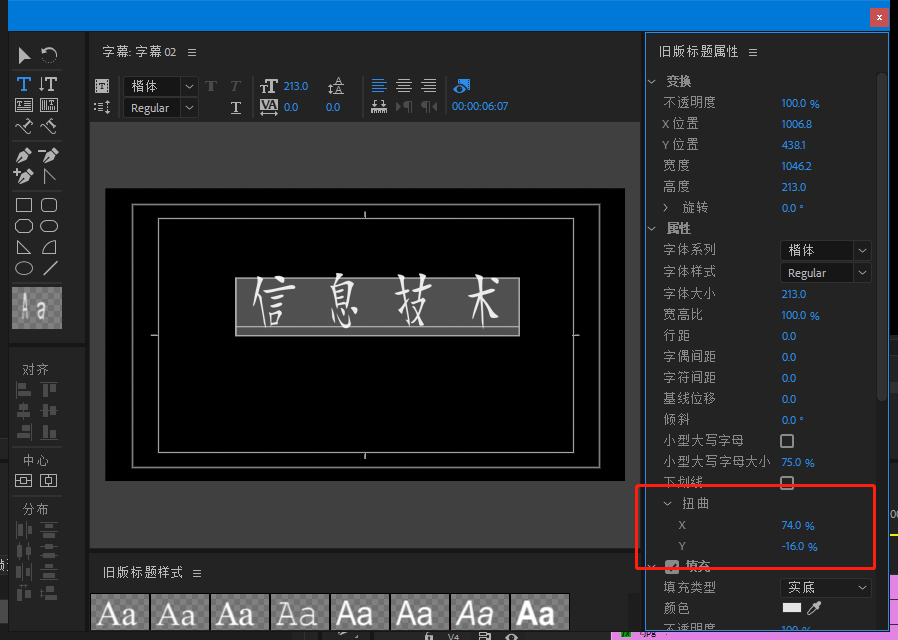 字幕: 字幕 02
楷体
213.0
Regular
T
VA 0.0
0.0
00:00:06:07
信息技术
Aa
对齐
中心
分布
旧版标题样式
Aa Aa Aa Aa Aa Aa Aa Aa
V4
旧版标题属性
变换
不透明度 100.0 %
X 位置 1006.8
Y 位置 438.1
宽度 1046.2
高度 213.0
旋转 0.0 °
属性
字体系列 楷体
字体样式 Regular
字体大小 213.0
宽高比 100.0 %
行距 0.0
字偶间距 0.0
字符间距 0.0
基线位移 0.0
倾斜 0.0 °
小型大写字母
小型大写字母大小 75.0 %
下划线
扭曲
X 74.0 %
Y -16.0 %
填充
填充类型 实底
颜色
不透明度 100 %